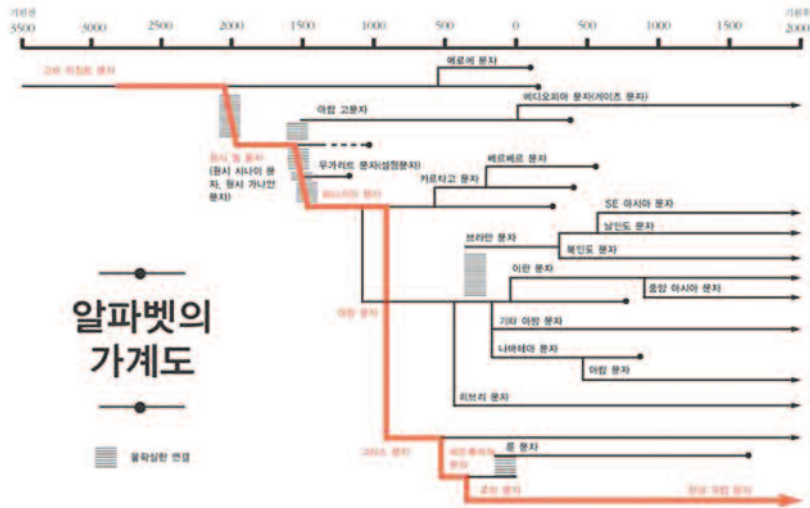 기원전
기원후
3500 3000 2500 2000 1500 1000 500 0 500 1000 1500 2000
고대 이집트 문자
메로에 문자
에디오피아 문자(게이즈 문자)
아랍 고문자
원시 문자
(원시 시나이 문
자, 원시 가나안
문자)
우가리트 문자(설형문자)
베르베르 문자
카르타고 문자
페니키아 문자
SE 아시아 문자
남인도 문자
브라만 문자
북인도 문자
이란 문자
중앙 아시아 문자
아람 문자
기타 아람 문자
나바테아 문자
아랍 문자
히브리 문자
알파벳의
가계도
불확실한 연결
그리스 문자
문자
룬 문자
로마 문자
문자